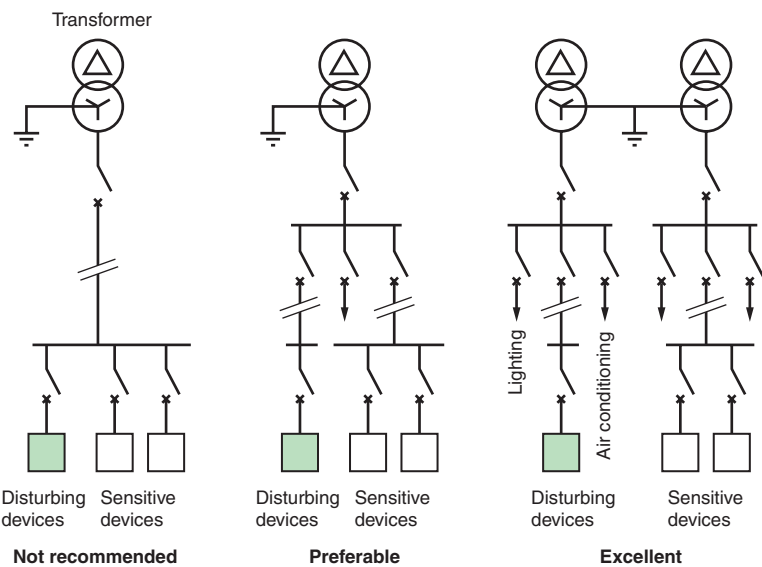 Transformer
Lighting
Air conditioning
Disturbing
devices
Sensitive
devices
Disturbing
devices
Sensitive
devices
Disturbing
devices
Sensitive
devices
Not recommended
Preferable
Excellent